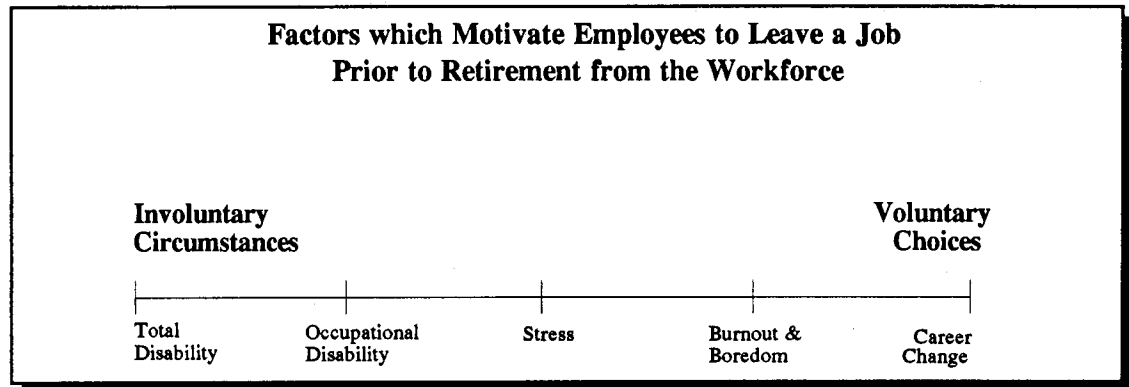 Factors which Motivate Employees to Leave a Job
Prior to Retirement from the Workforce
Involuntary
Circumstances
Voluntary
Choices
Total
Disability
Occupational
Disability
Stress
Burnout &
Boredom
Career
Change